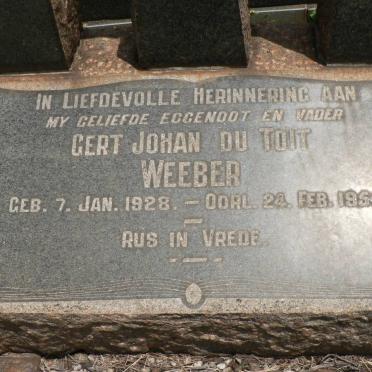 IN LIEFDEVOLLE HERINNERING AAN
MY GELIEFDE EGGENOOT EN VADER
GERT JOHAN DU TOIT
WEEBER
GEB. 7. JAN. 1928. — OORL. 24. FEB.
RUS IN VREDE.